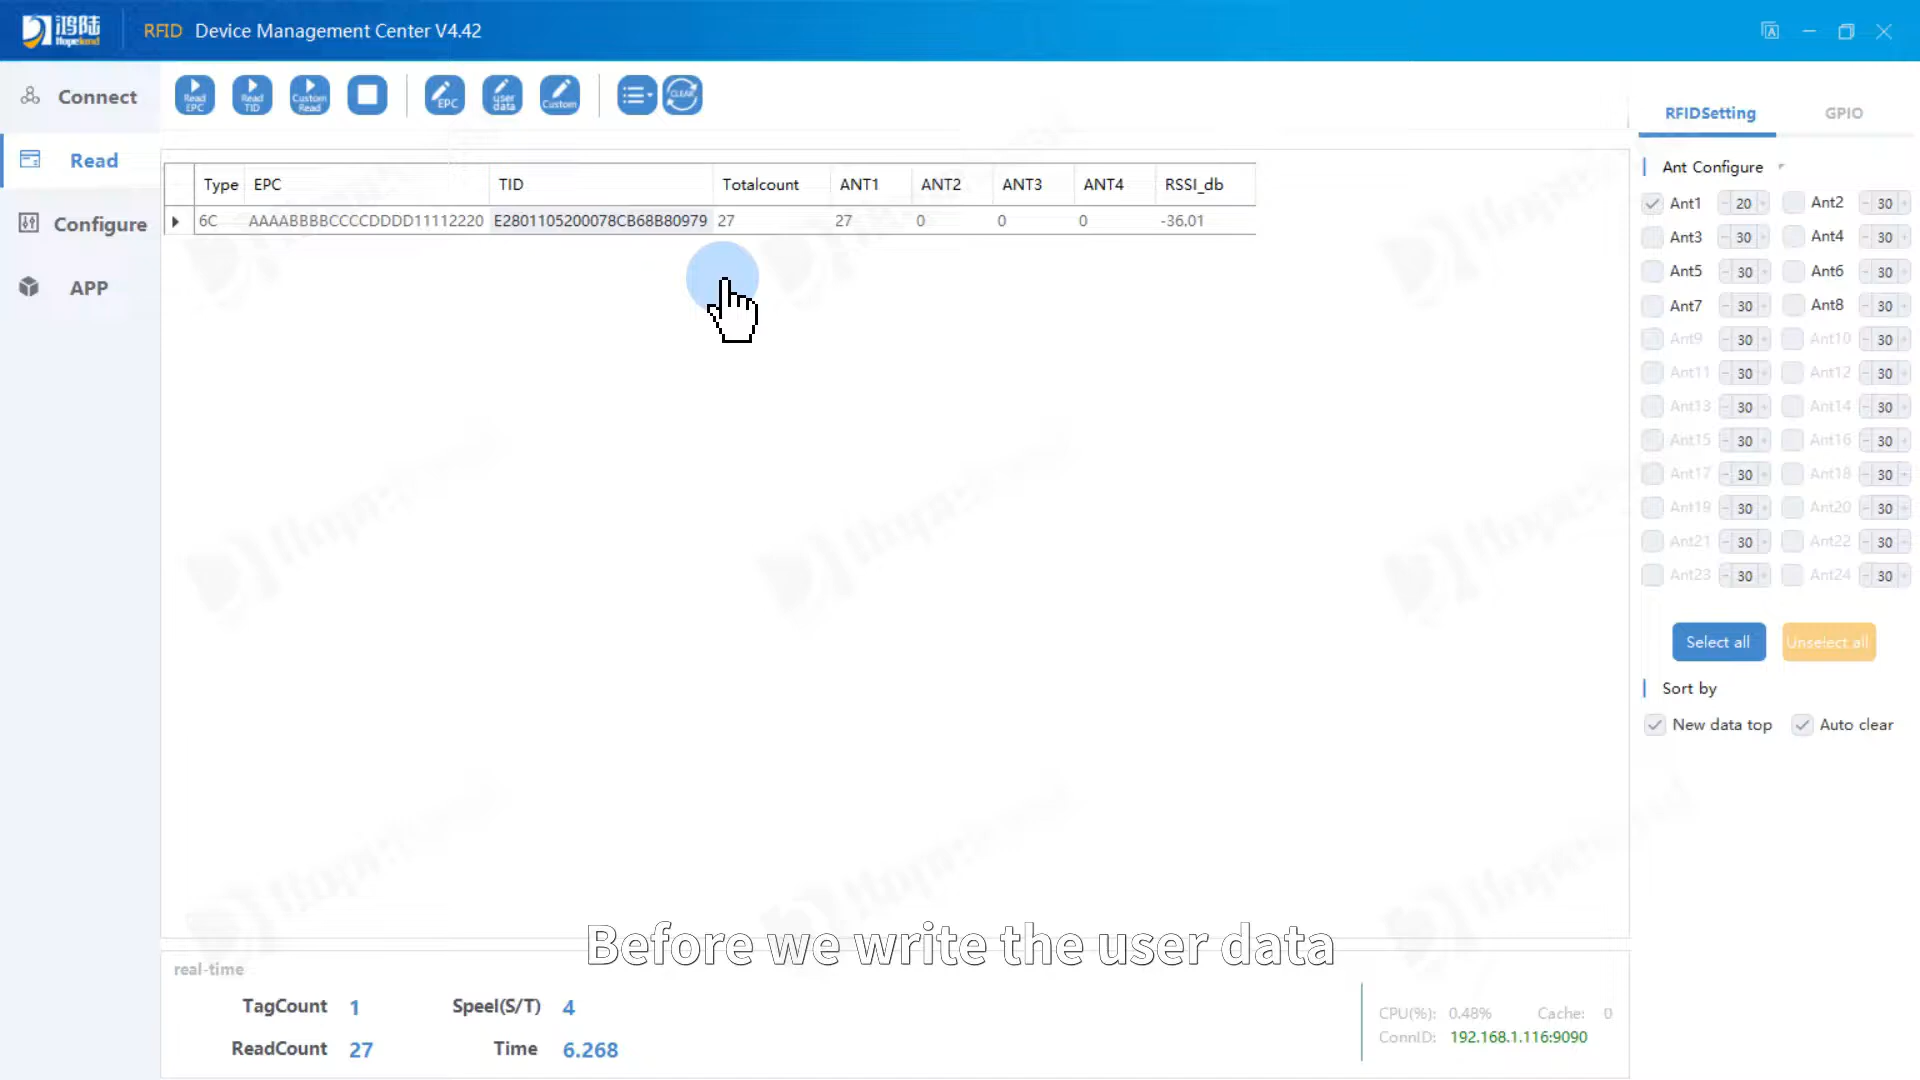 鸿陆
Hopeland
RFID Device Management Center V4.42
Connect
Read
Configure
APP
Read EPC
Read TID
Custom Read
EPC
user data
Custom
CLEAR
Type EPC TID Totalcount ANT1 ANT2 ANT3 ANT4 RSSI_db
6C AAAABBBBCCCCDDDD11112220 E2801105200078CB68B80979 27 27 0 0 0 -36.01
RFIDSetting GPIO
Ant Configure
Ant1 - 20 + Ant2 - 30 +
Ant3 - 30 + Ant4 - 30 +
Ant5 - 30 + Ant6 - 30 +
Ant7 - 30 + Ant8 - 30 +
Ant9 - 30 + Ant10 - 30 +
Ant11 - 30 + Ant12 - 30 +
Ant13 - 30 + Ant14 - 30 +
Ant15 - 30 + Ant16 - 30 +
Ant17 - 30 + Ant18 - 30 +
Ant19 - 30 + Ant20 - 30 +
Ant21 - 30 + Ant22 - 30 +
Ant23 - 30 + Ant24 - 30 +
Select all Unselect all
Sort by
New data top Auto clear
Before we write the user data
real-time
TagCount 1 Speel(S/T) 4
ReadCount 27 Time 6.268
CPU(%): 0.48% Cache: 0
ConnID: 192.168.1.116:9090